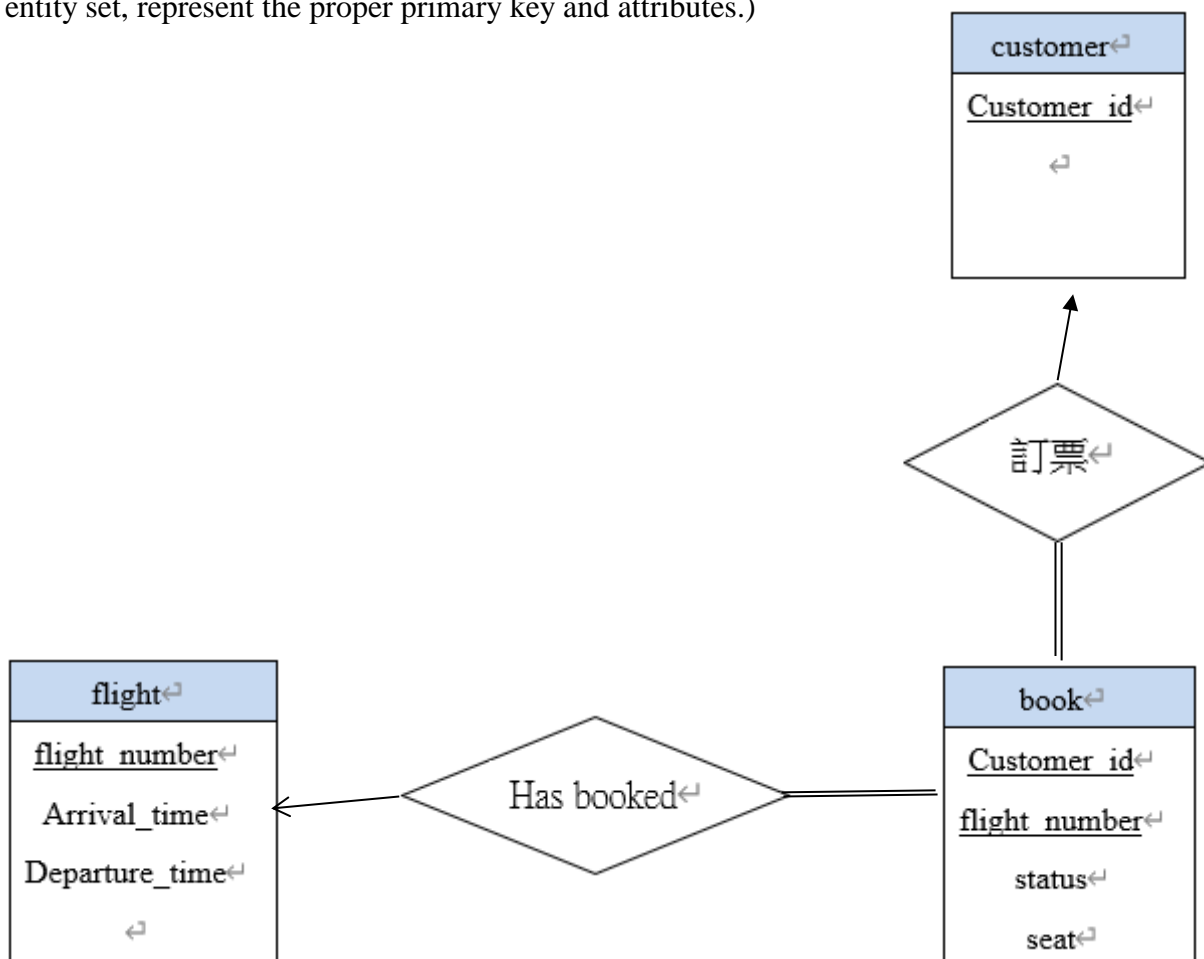 entity set, represent the proper primary key and attributes.)
customer
Customer_id
訂票
flight
flight_number
Arrival_time
Departure_time
Has booked
book
Customer_id
flight_number
status
seat